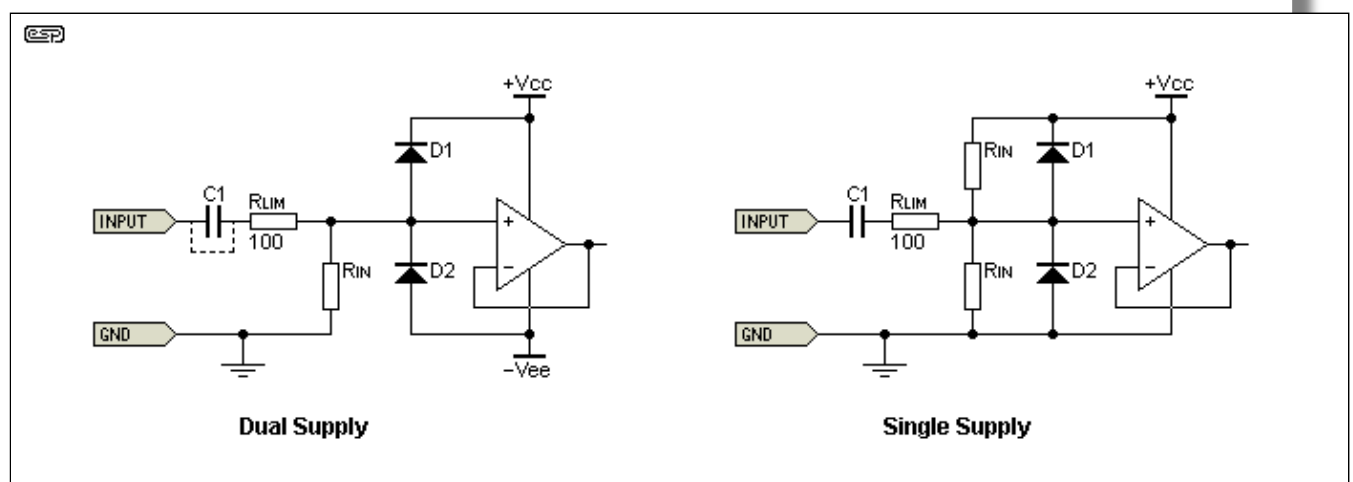 esp
+Vcc
D1
C1
RLIM
INPUT
100
+
−
RIN
D2
GND
−Vee
Dual Supply
+Vcc
RIN
D1
C1
RLIM
INPUT
100
+
−
RIN
D2
GND
Single Supply